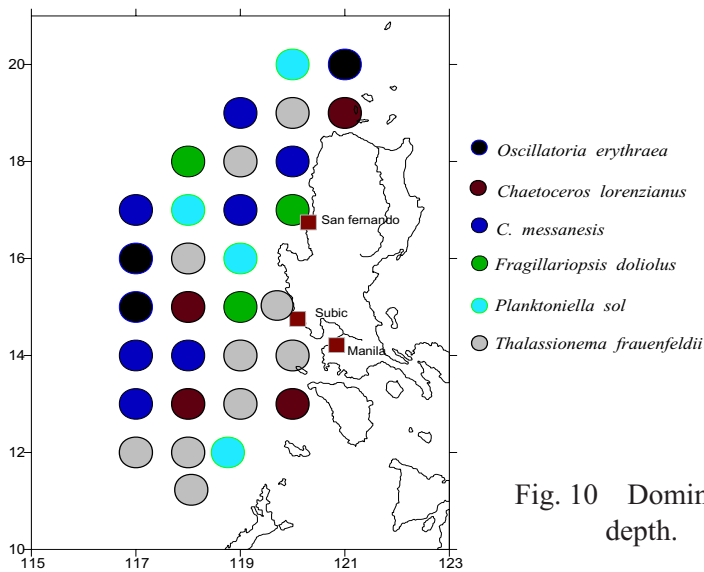 20
18
16
14
12
10
115
117
119
121
123
San fernando
Subic
Manila
Oscillatoria erythraea
Chaetoceros lorenzianus
C. messanesis
Fragillariopsis doliolus
Planktoniella sol
Thalassionema frauenfeldii
Fig. 10 Domin
depth.